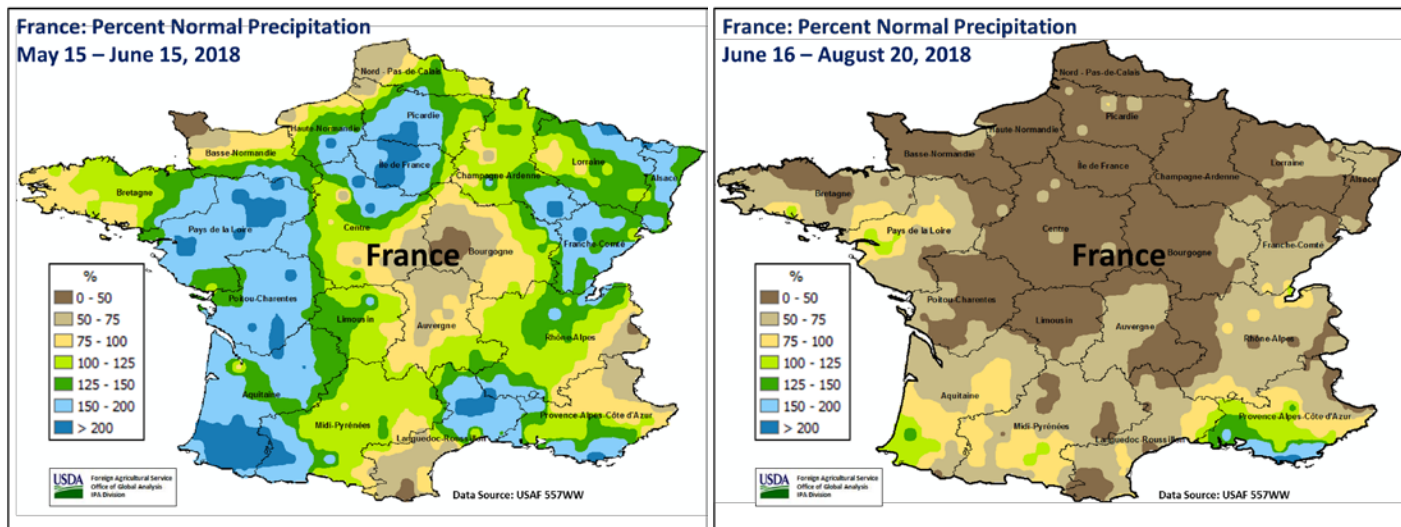 France: Percent Normal Precipitation
May 15 – June 15, 2018
Nord - Pas-de-Calais
Picardie
Haute-Normandie
Basse-Normandie
Île de France
Lorraine
Champagne-Ardenne
Alsace
Bretagne
Pays de la Loire
Centre
France
Bourgogne
Franche-Comté
Poitou-Charentes
Limousin
Auvergne
Rhône-Alpes
Aquitaine
Midi-Pyrénées
Provence-Alpes-Côte d'Azur
Languedoc-Roussillon
%
0 - 50
50 - 75
75 - 100
100 - 125
125 - 150
150 - 200
> 200
USDA
Foreign Agricultural Service
Office of Global Analysis
IPA Division
Data Source: USAF 557WW
France: Percent Normal Precipitation
June 16 – August 20, 2018
Nord - Pas-de-Calais
Picardie
Haute-Normandie
Basse-Normandie
Île de France
Lorraine
Champagne-Ardenne
Alsace
Bretagne
Pays de la Loire
Centre
France
Bourgogne
Franche-Comté
Poitou-Charentes
Limousin
Auvergne
Rhône-Alpes
Aquitaine
Midi-Pyrénées
Provence-Alpes-Côte d'Azur
Languedoc-Roussillon
%
0 - 50
50 - 75
75 - 100
100 - 125
125 - 150
150 - 200
> 200
USDA
Foreign Agricultural Service
Office of Global Analysis
IPA Division
Data Source: USAF 557WW